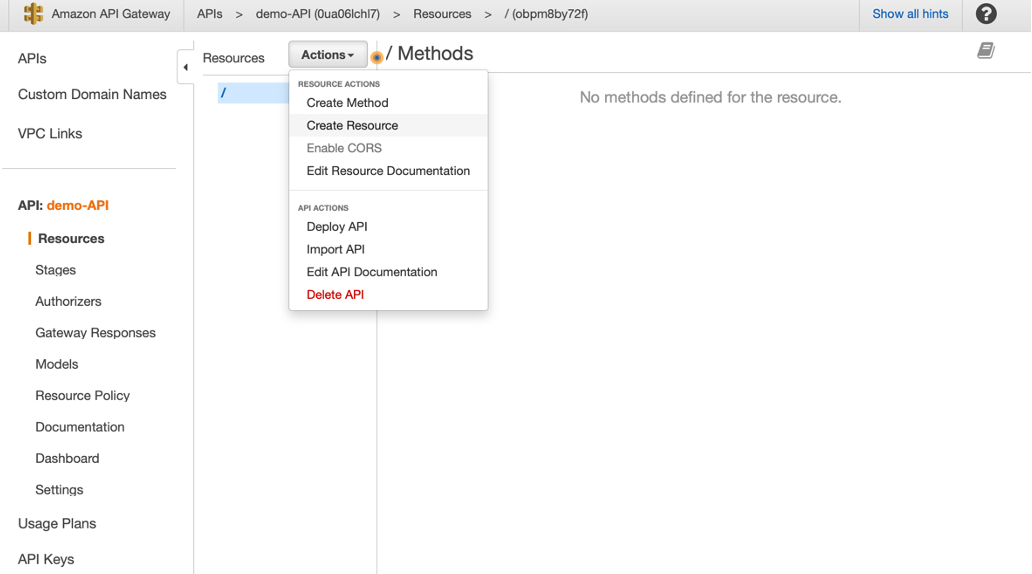 Amazon API Gateway APIs > demo-API (0ua06lchl7) > Resources > / (obpm8by72f) Show all hints ?
APIs
Custom Domain Names
VPC Links
API: demo-API
Resources
Stages
Authorizers
Gateway Responses
Models
Resource Policy
Documentation
Dashboard
Settings
Usage Plans
API Keys
Resources Actions
/
RESOURCE ACTIONS
Create Method
Create Resource
Enable CORS
Edit Resource Documentation
API ACTIONS
Deploy API
Import API
Edit API Documentation
Delete API
/ Methods
No methods defined for the resource.